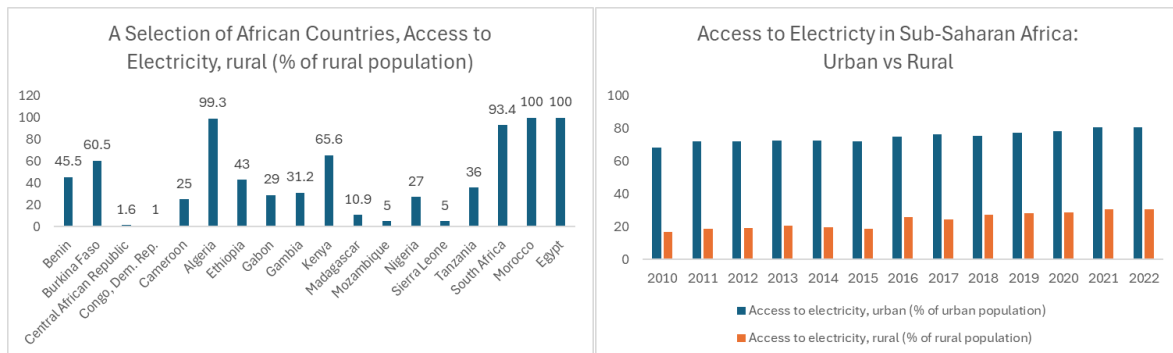 A Selection of African Countries, Access to
Electricity, rural (% of rural population)
120
100
80
60
40
20
0
45.5
60.5
1.6
1
25
99.3
43
29
31.2
65.6
10.9
5
27
5
36
93.4
100
100
Benin
Burkina Faso
Central African Republic
Congo, Dem. Rep.
Cameroon
Algeria
Ethiopia
Gabon
Gambia
Kenya
Madagascar
Mozambique
Nigeria
Sierra Leone
Tanzania
South Africa
Morocco
Egypt
Access to Electricty in Sub-Saharan Africa:
Urban vs Rural
100
80
60
40
20
0
2010 2011 2012 2013 2014 2015 2016 2017 2018 2019 2020 2021 2022
Access to electricity, urban (% of urban population)
Access to electricity, rural (% of rural population)